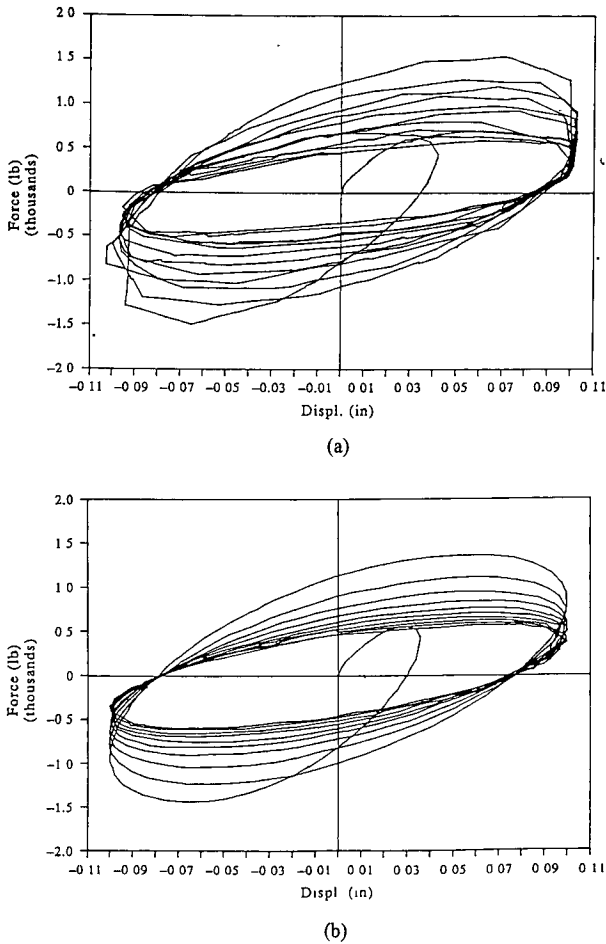 2 0
1 5
1.0
0.5
0
−0.5
−1.0
−1.5
−2 0
Force (lb)
(thousands)
−0 11 −0 09 −0 07 −0 05 −0.03 −0.01 0 01 0 03 0 05 0 07 0.09 0 11
Displ. (in)
(a)
2.0
1 5
1.0
0.5
0
−0.5
−1 0
−1.5
−2.0
Force (lb)
(thousands)
−0 11 −0 09 −0 07 −0 05 −0 03 −0.01 0 01 0 03 0 05 0 07 0 09 0 11
Displ (in)
(b)